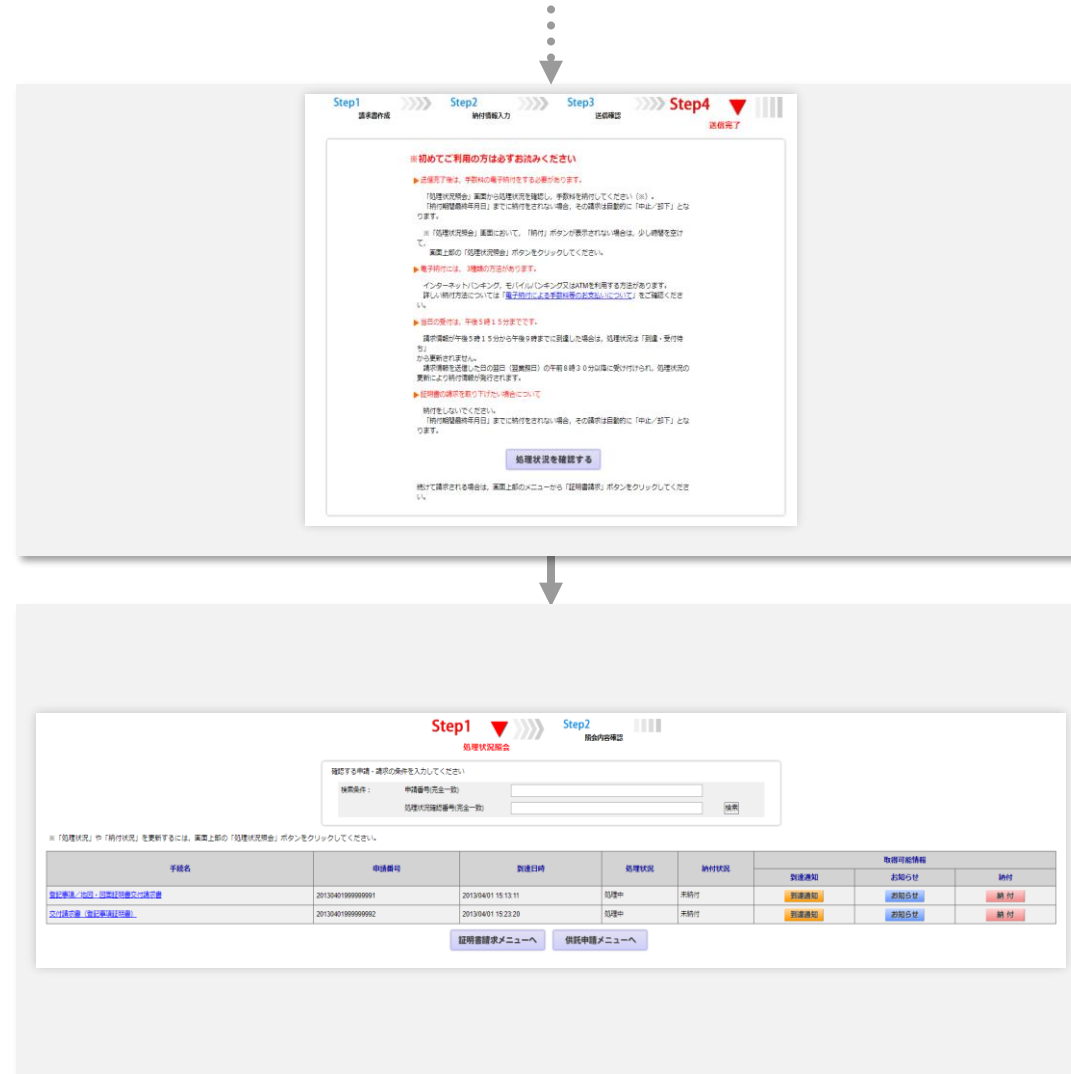 Step1 Step2 Step3 Step4
請求書作成 納付情報入力 送信確認 送信完了
※初めてご利用の方は必ずお読みください
送信完了後は，手数料の電子納付をする必要があります。
「処理状況照会」画面から処理状況を確認し，手数料を納付してください（※）。
「納付期間最終年月日」までに納付をされない場合，その請求は自動的に「中止／却下」とな
ります。
※「処理状況照会」画面において，「納付」ボタンが表示されない場合は，少し時間を空け
て，
画面上部の「処理状況照会」ボタンをクリックしてください。
電子納付には，3種類の方法があります。
インターネットバンキング，モバイルバンキング又はATMを利用する方法があります。
詳しい納付方法については「電子納付による手数料等のお支払いについて」をご確認くださ
い。
当日の受付は，午後５時１５分までです。
請求情報が午後５時１５分から午後９時までに到達した場合は，処理状況は「到達・受付待
ち」
から更新されません。
請求情報を送信した日の翌日（翌業務日）の午前８時３０分以降に受け付けられ，処理状況の
更新により納付情報が発行されます。
証明書の請求を取り下げたい場合について
納付をしないでください。
「納付期間最終年月日」までに納付をされない場合，その請求は自動的に「中止／却下」とな
ります。
処理状況を確認する
続けて請求される場合は，画面上部のメニューから「証明書請求」ボタンをクリックしてくださ
い。
Step1 Step2
処理状況照会 照会内容確認
確認する申請・請求の条件を入力してください
検索条件： 申請番号(完全一致)
処理状況確認番号(完全一致) 検索
※「処理状況」や「納付状況」を更新するには，画面上部の「処理状況照会」ボタンをクリックしてください。
手続名 申請番号 到達日時 処理状況 納付状況 取得可能情報
到達通知 お知らせ 納付
登記事項／地図・図面証明書交付請求書 20130401999999991 2013/04/01 15:13:11 処理中 未納付 到達通知 お知らせ 納 付
交付請求書（登記事項証明書） 20130401999999992 2013/04/01 15:23:20 処理中 未納付 到達通知 お知らせ 納 付
証明書請求メニューへ 供託申請メニューへ